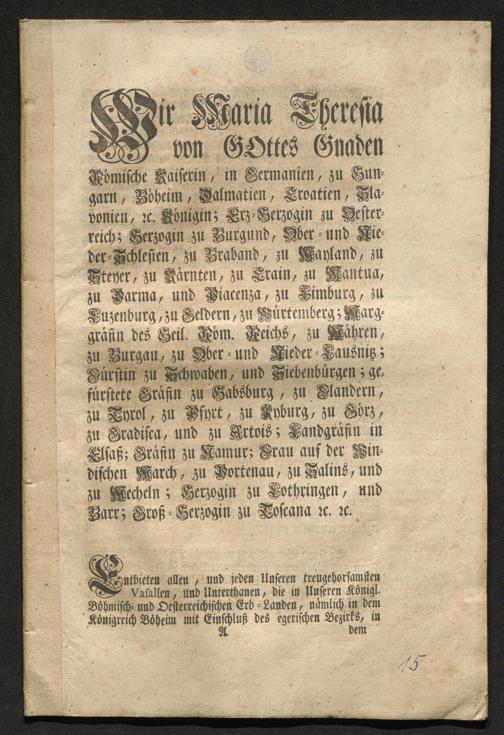 Wir Maria Theresia
von GOttes Gnaden
Römische Kaiserin, in Germanien, zu Hun-
garn, Böheim, Dalmatien, Croatien, Sla-
vonien, ꝛc. Königin; Erz-Herzogin zu Oester-
reich; Herzogin zu Burgund, Ober- und Nie-
der-Schlesien, zu Braband, zu Mayland, zu
Steyer, zu Kärnten, zu Crain, zu Mantua,
zu Parma, und Piacenza, zu Limburg, zu
Luzenburg, zu Geldern, zu Würtemberg; Marg-
gräfin des Heil. Röm. Reichs, zu Mähren,
zu Burgau, zu Ober- und Nieder-Lausnitz;
Fürstin zu Schwaben, und Siebenbürgen; ge-
fürstete Gräfin zu Habsburg, zu Flandern,
zu Tyrol, zu Pfyrt, zu Kyburg, zu Görz,
zu Gradisca, und zu Artois; Landgräfin in
Elsaß; Gräfin zu Namur; Frau auf der Win-
dischen March, zu Portenau, zu Salins, und
zu Mecheln; Herzogin zu Lothringen, und
Barr; Groß-Herzogin zu Toscana ꝛc. ꝛc.
Entbieten allen, und jeden Unseren treugehorsamsten
Vasallen, und Unterthanen, die in Unseren Königl.
Böhmisch- und Oesterreichischen Erb-Landen, nämlich in dem
Königreich Böheim mit Einschluß des egerischen Bezirks, in
A dem
15